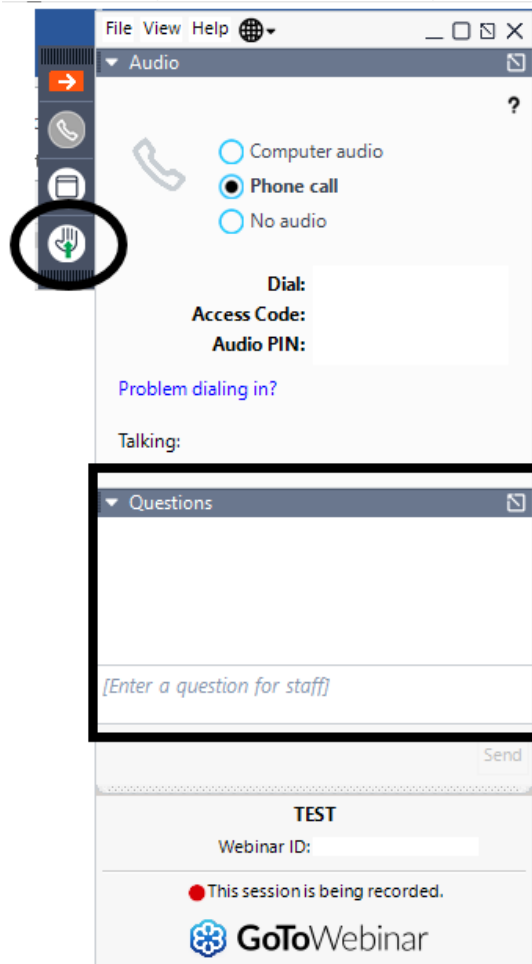 File View Help
Audio
?
Computer audio
Phone call
No audio
Dial:
Access Code:
Audio PIN:
Problem dialing in?
Talking:
Questions
[Enter a question for staff]
Send
TEST
Webinar ID:
This session is being recorded.
GoToWebinar